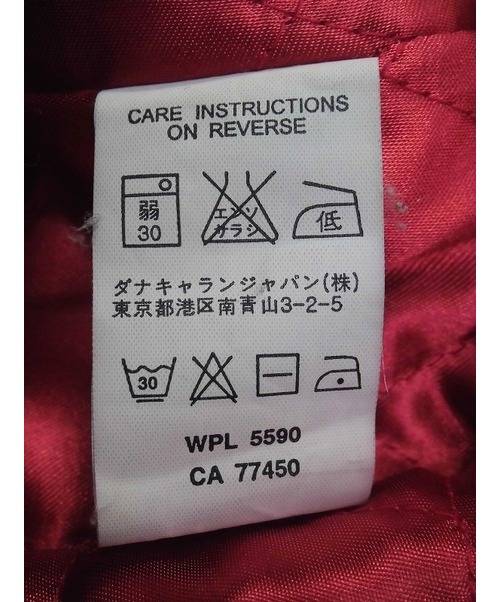 CARE INSTRUCTIONS
ON REVERSE
弱
30
エンソ
サラシ
低
ダナキャランジャパン(株)
東京都港区南青山3-2-5
30
WPL 5590
CA 77450